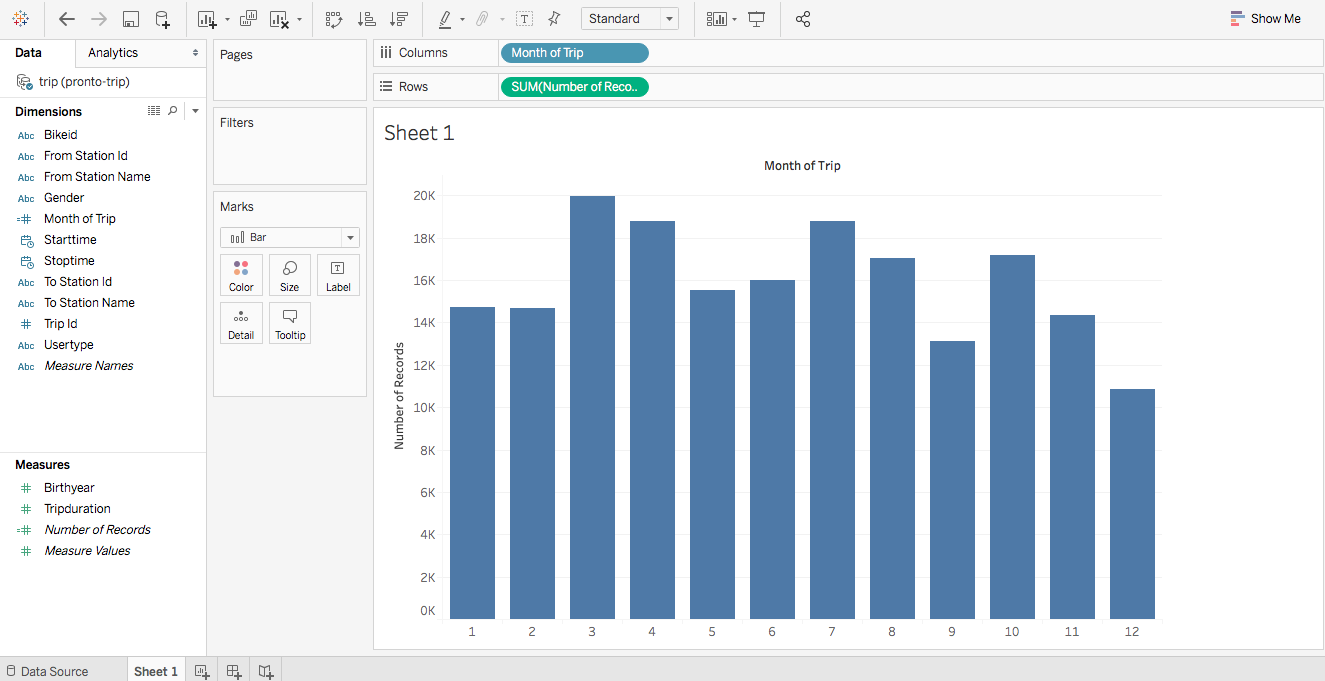 Standard
Show Me
Data
Analytics
trip (pronto-trip)
Dimensions
Abc Bikeid
Abc From Station Id
Abc From Station Name
Abc Gender
=# Month of Trip
Starttime
Stoptime
Abc To Station Id
Abc To Station Name
# Trip Id
Abc Usertype
Abc Measure Names
Measures
# Birthyear
# Tripduration
=# Number of Records
# Measure Values
Pages
Filters
Marks
Bar
Color
Size
T
Label
Detail
Tooltip
Columns
Month of Trip
Rows
SUM(Number of Reco..
Sheet 1
Month of Trip
Number of Records
20K
18K
16K
14K
12K
10K
8K
6K
4K
2K
0K
1 2 3 4 5 6 7 8 9 10 11 12
Data Source
Sheet 1
T